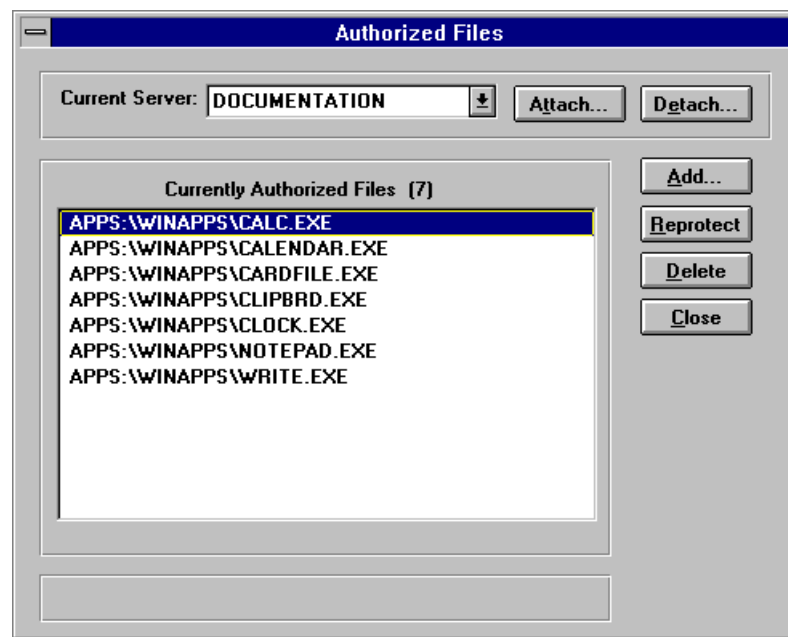 Authorized Files
Current Server: DOCUMENTATION Attach... Detach...
Currently Authorized Files (7)
APPS:\WINAPPS\CALC.EXE
APPS:\WINAPPS\CALENDAR.EXE
APPS:\WINAPPS\CARDFILE.EXE
APPS:\WINAPPS\CLIPBRD.EXE
APPS:\WINAPPS\CLOCK.EXE
APPS:\WINAPPS\NOTEPAD.EXE
APPS:\WINAPPS\WRITE.EXE
Add...
Reprotect
Delete
Close